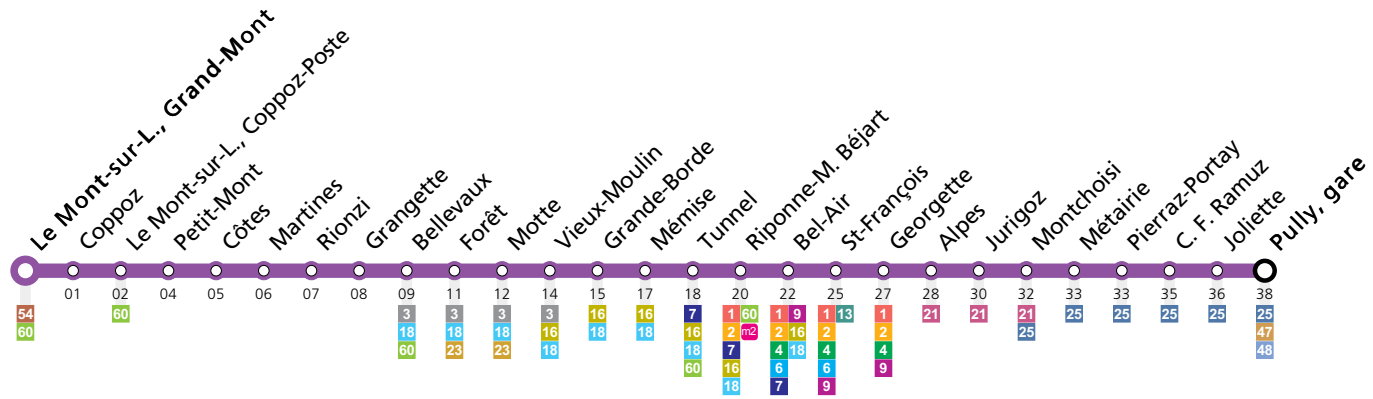 Le Mont-sur-L., Grand-Mont
Coppoz
Le Mont-sur-L., Coppoz-Poste
Petit-Mont
Côtes
Martines
Rionzi
Grangette
Bellevaux
Forêt
Motte
Vieux-Moulin
Grande-Borde
Mémise
Tunnel
Riponne-M. Béjart
Bel-Air
St-François
Georgette
Alpes
Jurigoz
Montchoisi
Métairie
Pierraz-Portay
C. F. Ramuz
Joliette
Pully, gare
01 02 04 05 06 07 08 09 11 12 14 15 17 18 20 22 25 27 28 30 32 33 33 35 36 38
54 60 3 3 3 3 16 16 7 1 60 1 9 1 13 1 21 21 21 25 25 25 25 25
60 18 18 18 16 18 18 16 2 m2 2 16 2 2 25 47
60 23 23 18 18 7 4 18 4 4 48
60 16 6 6 9
18 7 9